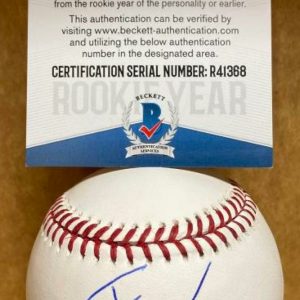 from the rookie year of the personality or earlier.
This authentication can be verified by
visiting www.beckett-authentication.com
and utilizing the below authentication
number in the designated area.
CERTIFICATION SERIAL NUMBER: R41368
ROOKIE YEAR
BECKETT
B
AUTHENTICATION
SERVICES